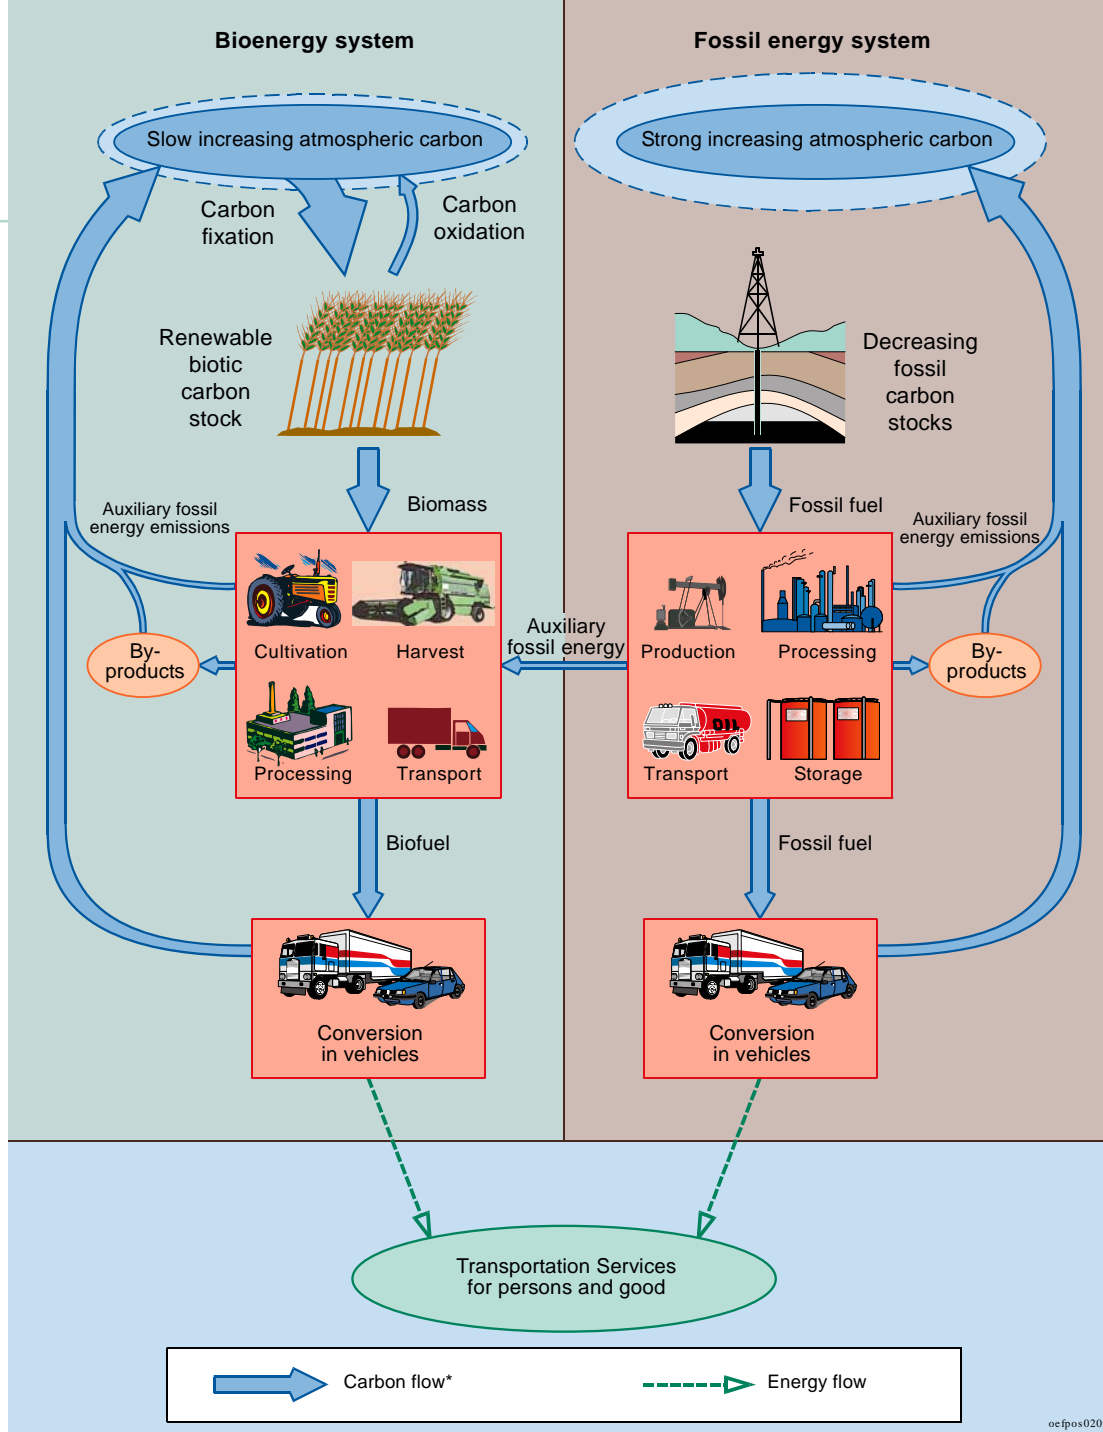 Bioenergy system
Fossil energy system
Slow increasing atmospheric carbon
Strong increasing atmospheric carbon
Carbon
fixation
Carbon
oxidation
Renewable
biotic
carbon
stock
Decreasing
fossil
carbon
stocks
Biomass
Fossil fuel
Auxiliary fossil
energy emissions
Auxiliary fossil
energy emissions
Cultivation
Harvest
Auxiliary
fossil energy
Production
Processing
By-
products
By-
products
OIL
Processing
Transport
Transport
Storage
Biofuel
Fossil fuel
Conversion
in vehicles
Conversion
in vehicles
Transportation Services
for persons and good
Carbon flow*
Energy flow
oefpos020